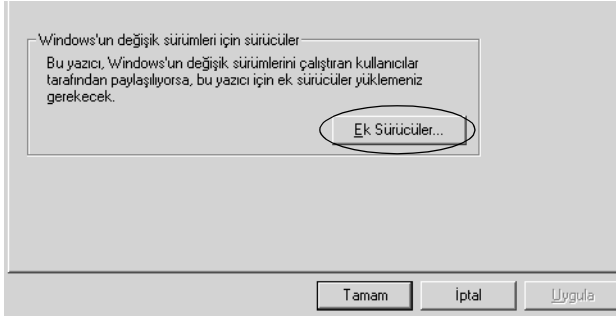 Windows'un değişik sürümleri için sürücüler
Bu yazıcı, Windows'un değişik sürümlerini çalıştıran kullanıcılar
tarafından paylaşılıyorsa, bu yazıcı için ek sürücüler yüklemeniz
gerekecek.
Ek Sürücüler...
Tamam İptal Uygula